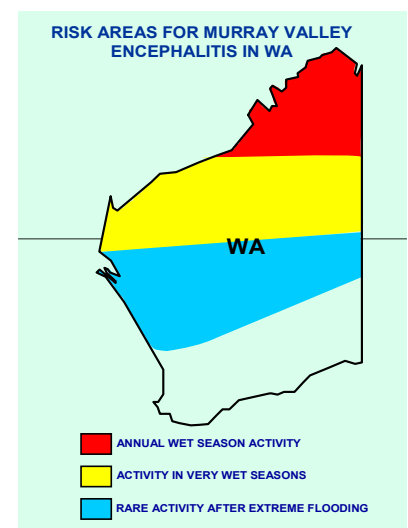 RISK AREAS FOR MURRAY VALLEY
ENCEPHALITIS IN WA
WA
ANNUAL WET SEASON ACTIVITY
ACTIVITY IN VERY WET SEASONS
RARE ACTIVITY AFTER EXTREME FLOODING